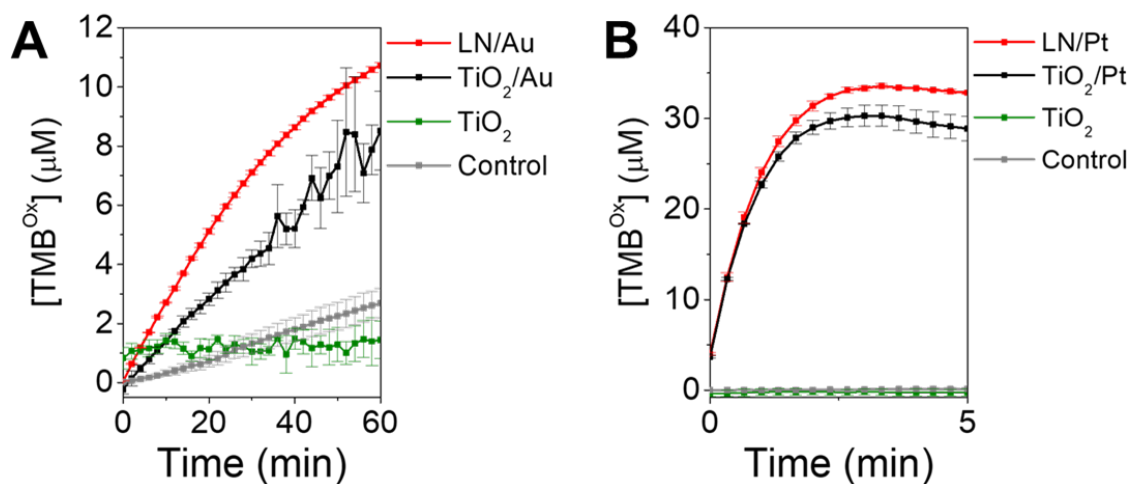 A
12
10
8
6
4
2
0
[TMB^Ox] (μM)
0 20 40 60
Time (min)
LN/Au
TiO₂/Au
TiO₂
Control
B
40
30
20
10
0
[TMB^Ox] (μM)
0 5
Time (min)
LN/Pt
TiO₂/Pt
TiO₂
Control